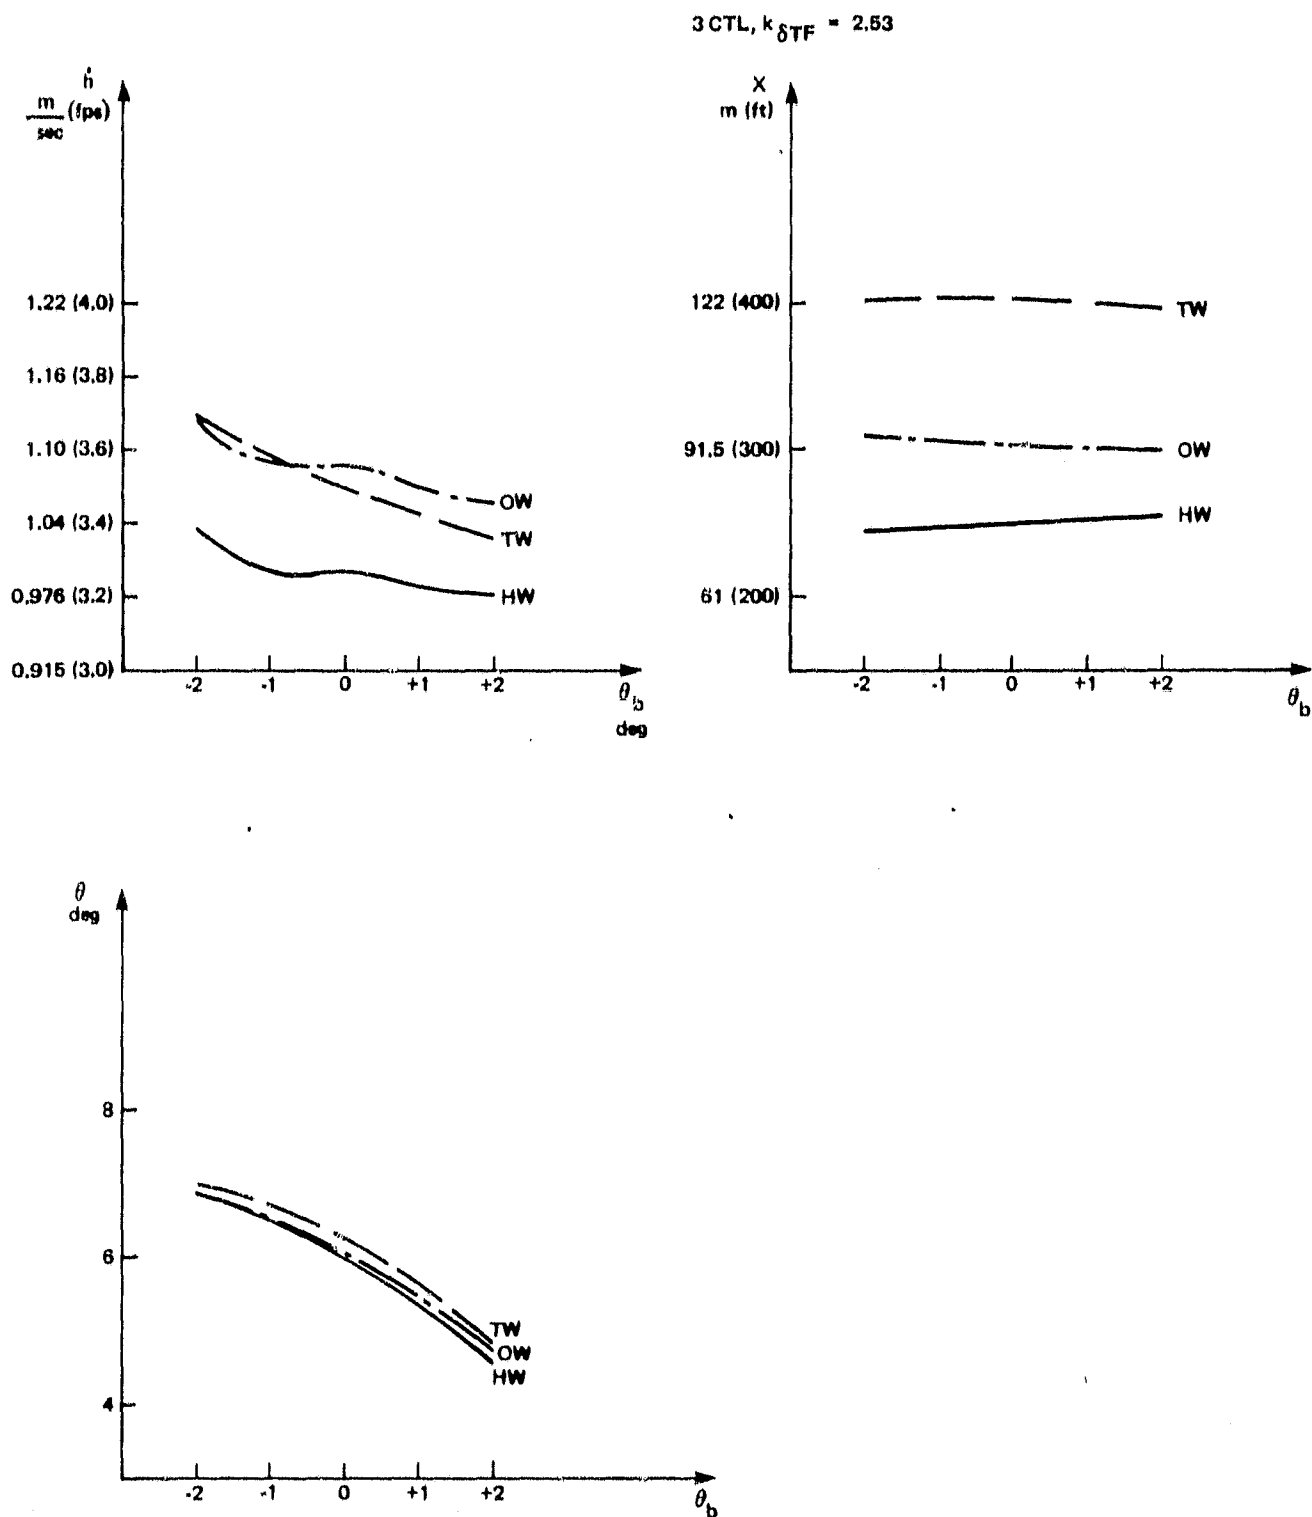 3 CTL, k δTF = 2.53
ḣ
m/sec (fps)
1.22 (4.0)
1.16 (3.8)
1.10 (3.6)
1.04 (3.4)
0.976 (3.2)
0.915 (3.0)
OW
TW
HW
-2 -1 0 +1 +2
θb
deg
X
m (ft)
122 (400)
91.5 (300)
61 (200)
TW
OW
HW
-2 -1 0 +1 +2
θb
θ
deg
8
6
4
TW
OW
HW
-2 -1 0 +1 +2
θb